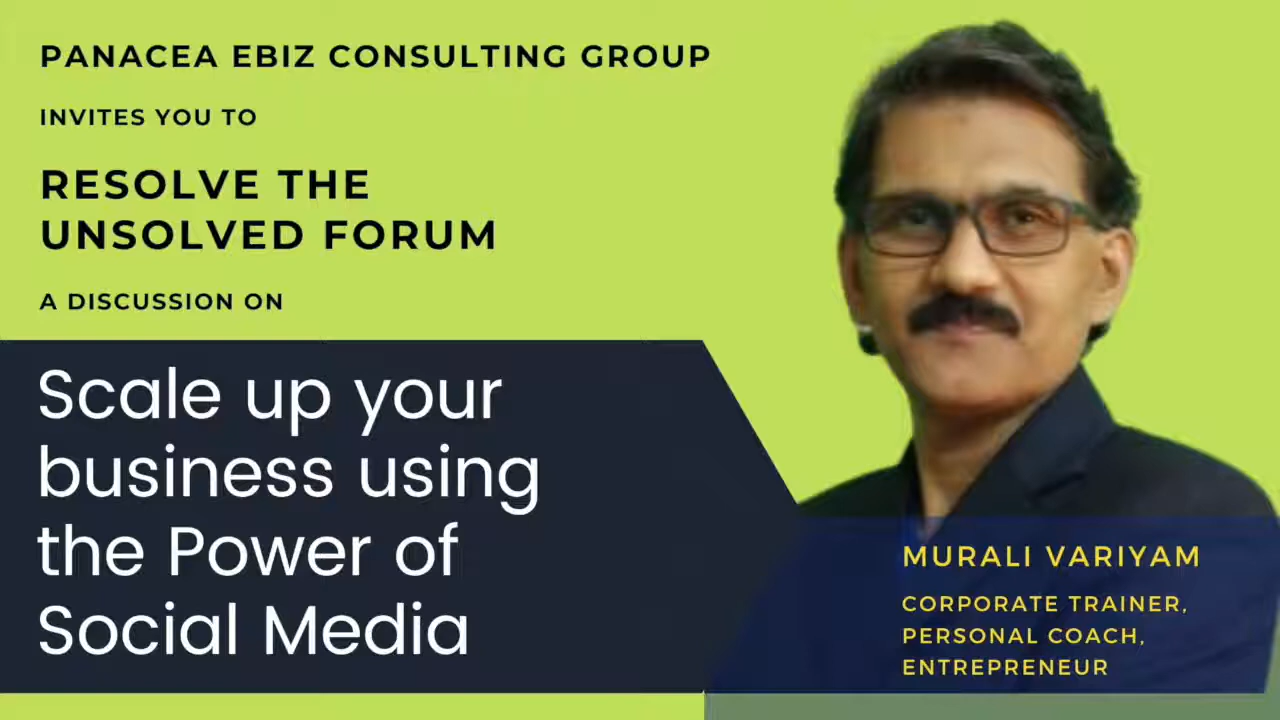 PANACEA EBIZ CONSULTING GROUP
INVITES YOU TO
RESOLVE THE
UNSOLVED FORUM
A DISCUSSION ON
Scale up your
business using
the Power of
Social Media
MURALI VARIYAM
CORPORATE TRAINER,
PERSONAL COACH,
ENTREPRENEUR